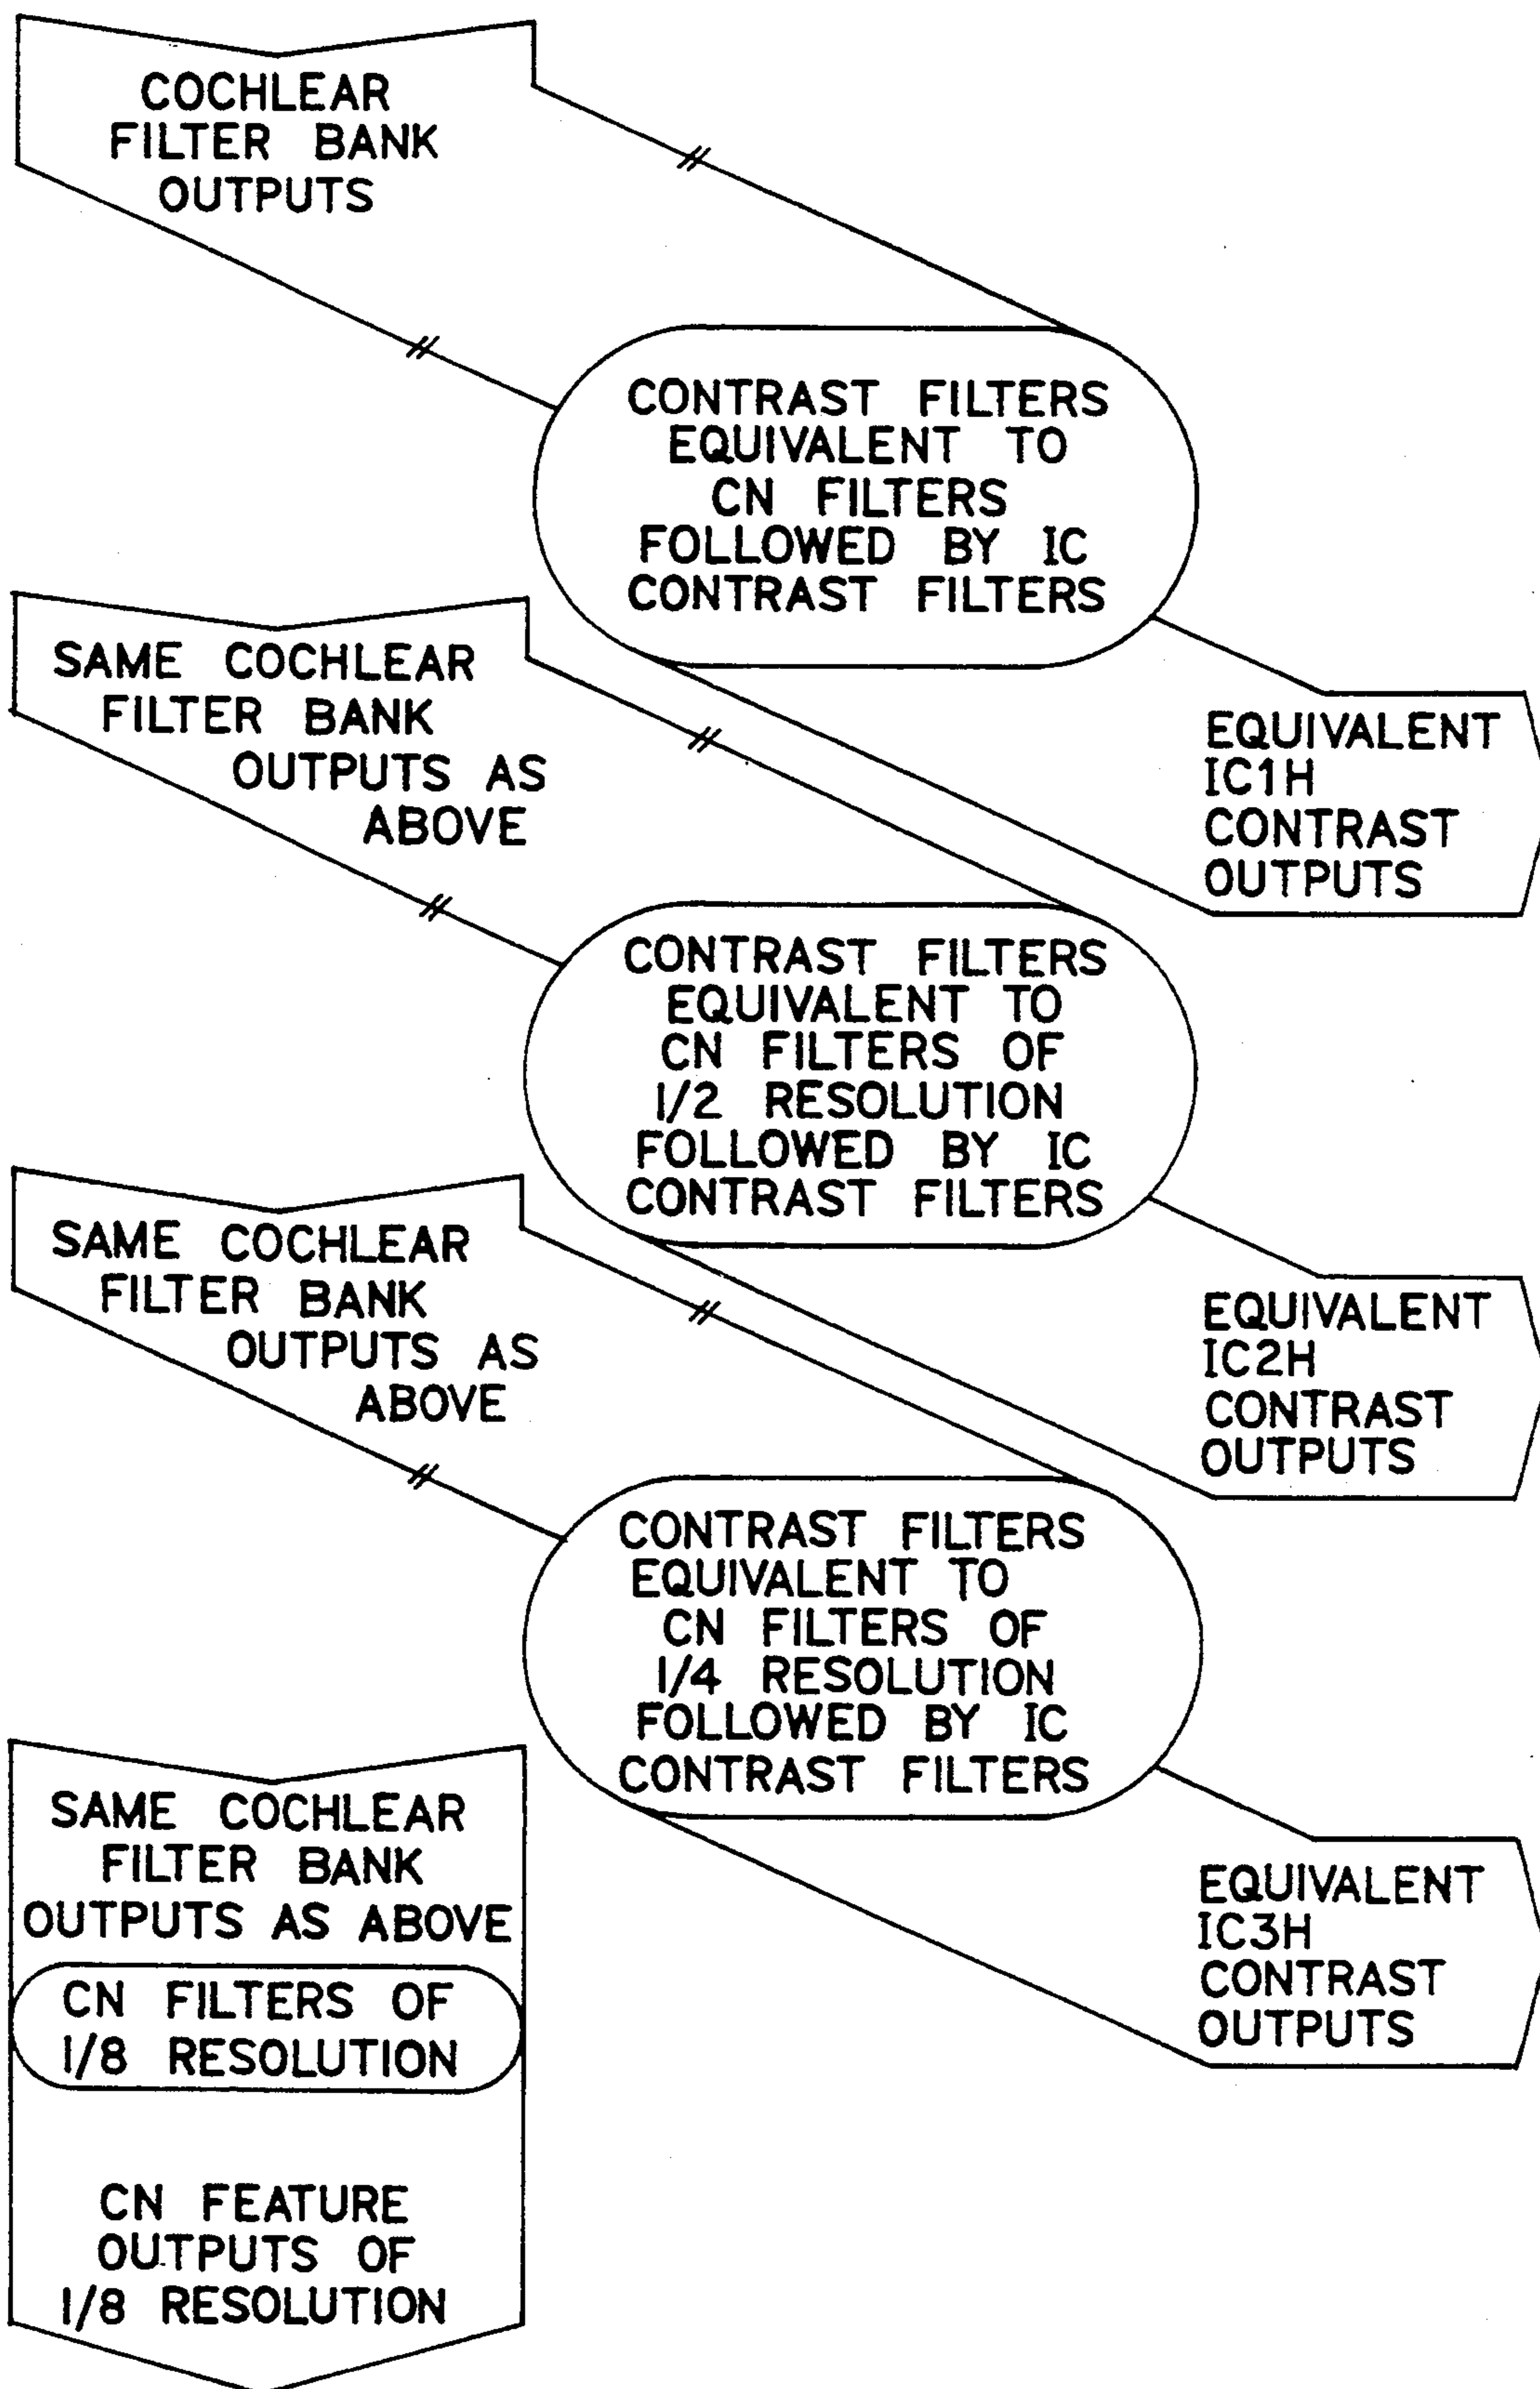 COCHLEAR
FILTER BANK
OUTPUTS
CONTRAST FILTERS
EQUIVALENT TO
CN FILTERS
FOLLOWED BY IC
CONTRAST FILTERS
EQUIVALENT
IC1H
CONTRAST
OUTPUTS
SAME COCHLEAR
FILTER BANK
OUTPUTS AS
ABOVE
CONTRAST FILTERS
EQUIVALENT TO
CN FILTERS OF
1/2 RESOLUTION
FOLLOWED BY IC
CONTRAST FILTERS
EQUIVALENT
IC2H
CONTRAST
OUTPUTS
SAME COCHLEAR
FILTER BANK
OUTPUTS AS
ABOVE
CONTRAST FILTERS
EQUIVALENT TO
CN FILTERS OF
1/4 RESOLUTION
FOLLOWED BY IC
CONTRAST FILTERS
EQUIVALENT
IC3H
CONTRAST
OUTPUTS
SAME COCHLEAR
FILTER BANK
OUTPUTS AS ABOVE
CN FILTERS OF
1/8 RESOLUTION
CN FEATURE
OUTPUTS OF
1/8 RESOLUTION